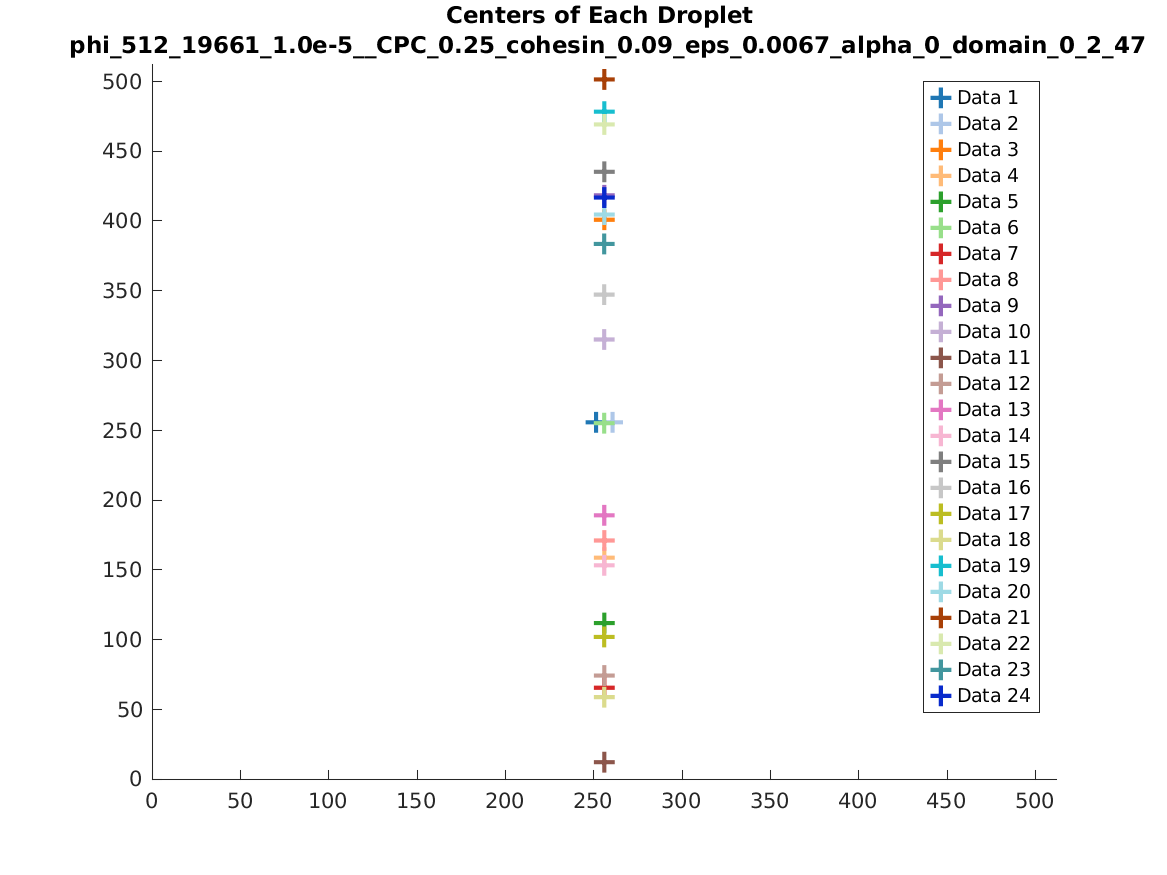 Centers of Each Droplet
phi_512_19661_1.0e-5__CPC_0.25_cohesin_0.09_eps_0.0067_alpha_0_domain_0_2_47
500
450
400
350
300
250
200
150
100
50
0
0 50 100 150 200 250 300 350 400 450 500
Data 1
Data 2
Data 3
Data 4
Data 5
Data 6
Data 7
Data 8
Data 9
Data 10
Data 11
Data 12
Data 13
Data 14
Data 15
Data 16
Data 17
Data 18
Data 19
Data 20
Data 21
Data 22
Data 23
Data 24